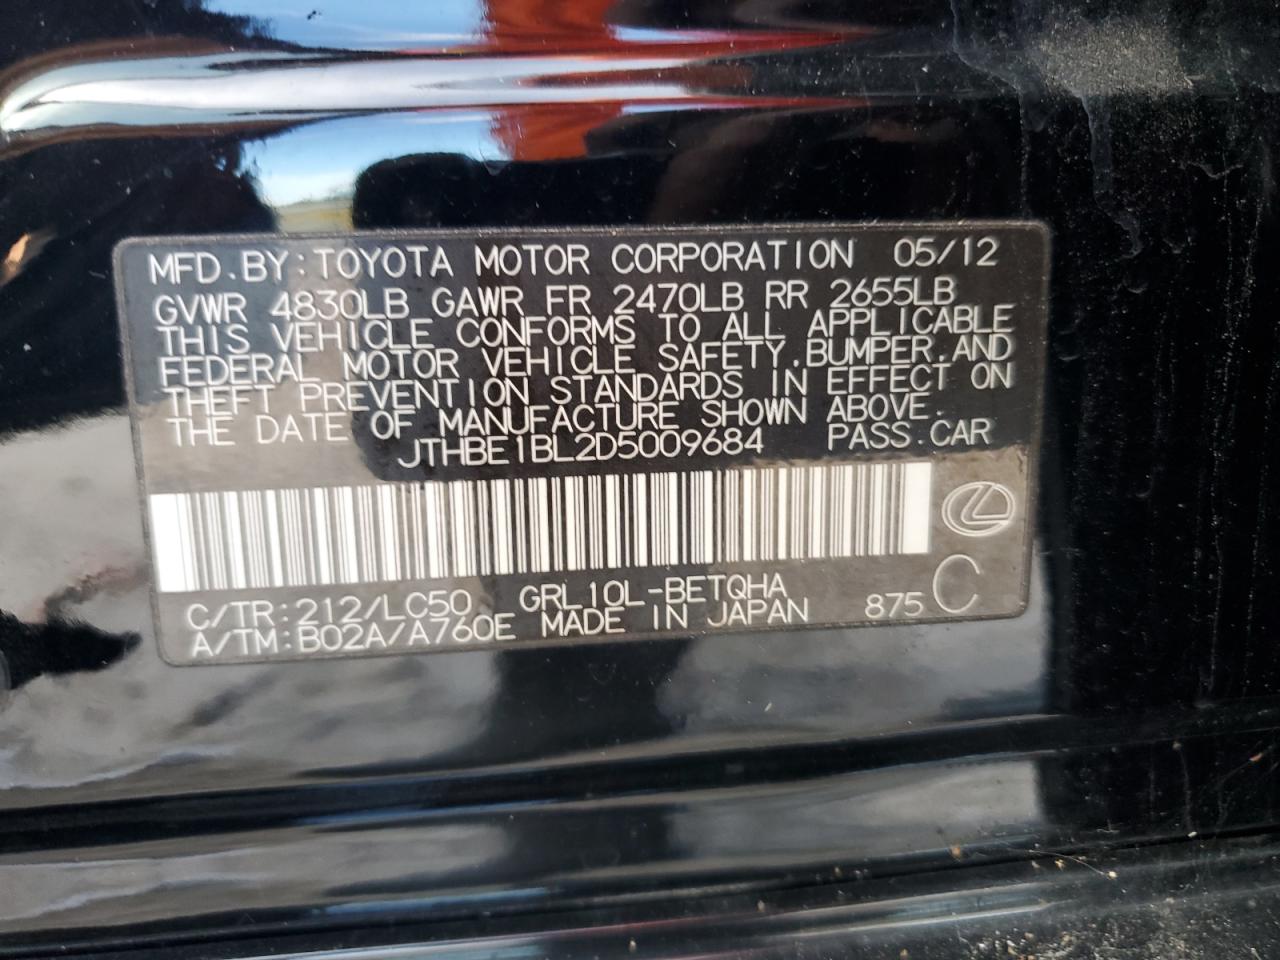 MFD.BY:TOYOTA MOTOR CORPORATION 05/12
GVWR 4830LB GAWR FR 2470LB RR 2655LB
THIS VEHICLE CONFORMS TO ALL APPLICABLE
FEDERAL MOTOR VEHICLE SAFETY,BUMPER,AND
THEFT PREVENTION STANDARDS IN EFFECT ON
THE DATE OF MANUFACTURE SHOWN ABOVE.
JTHBE1BL2D5009684 PASS.CAR
C/TR:212/LC50 GRL10L-BETQHA
A/TM:B02A/A760E MADE IN JAPAN 875 C